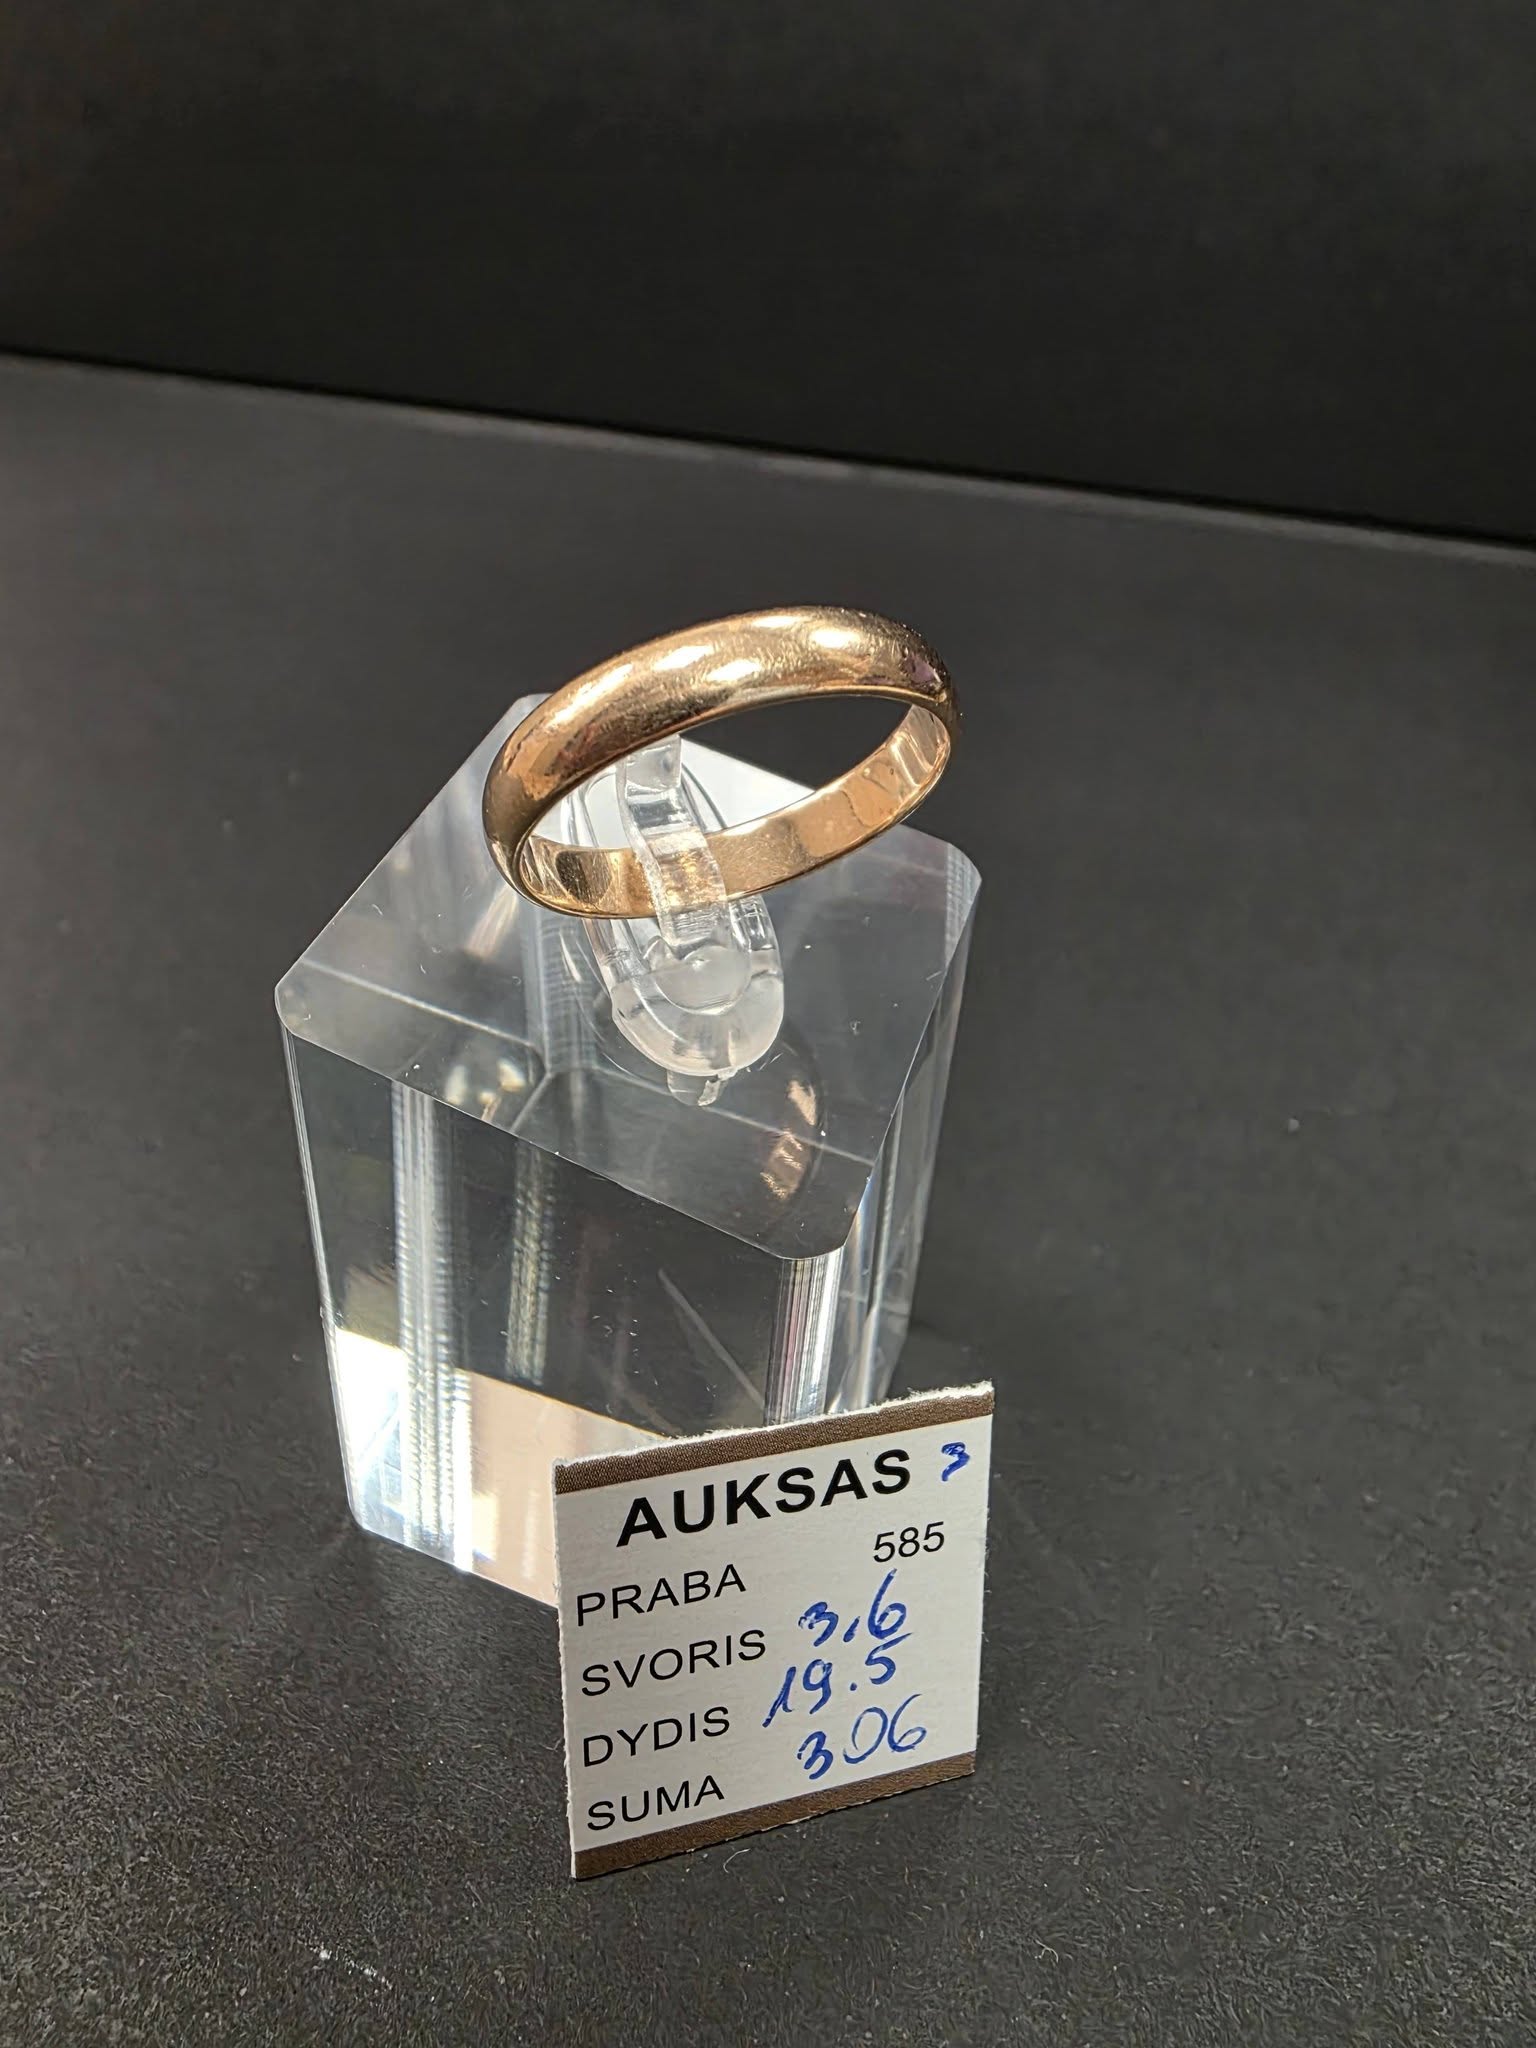 AUKSAS 3
PRABA 585
SVORIS 3,6
DYDIS 19.5
SUMA 306